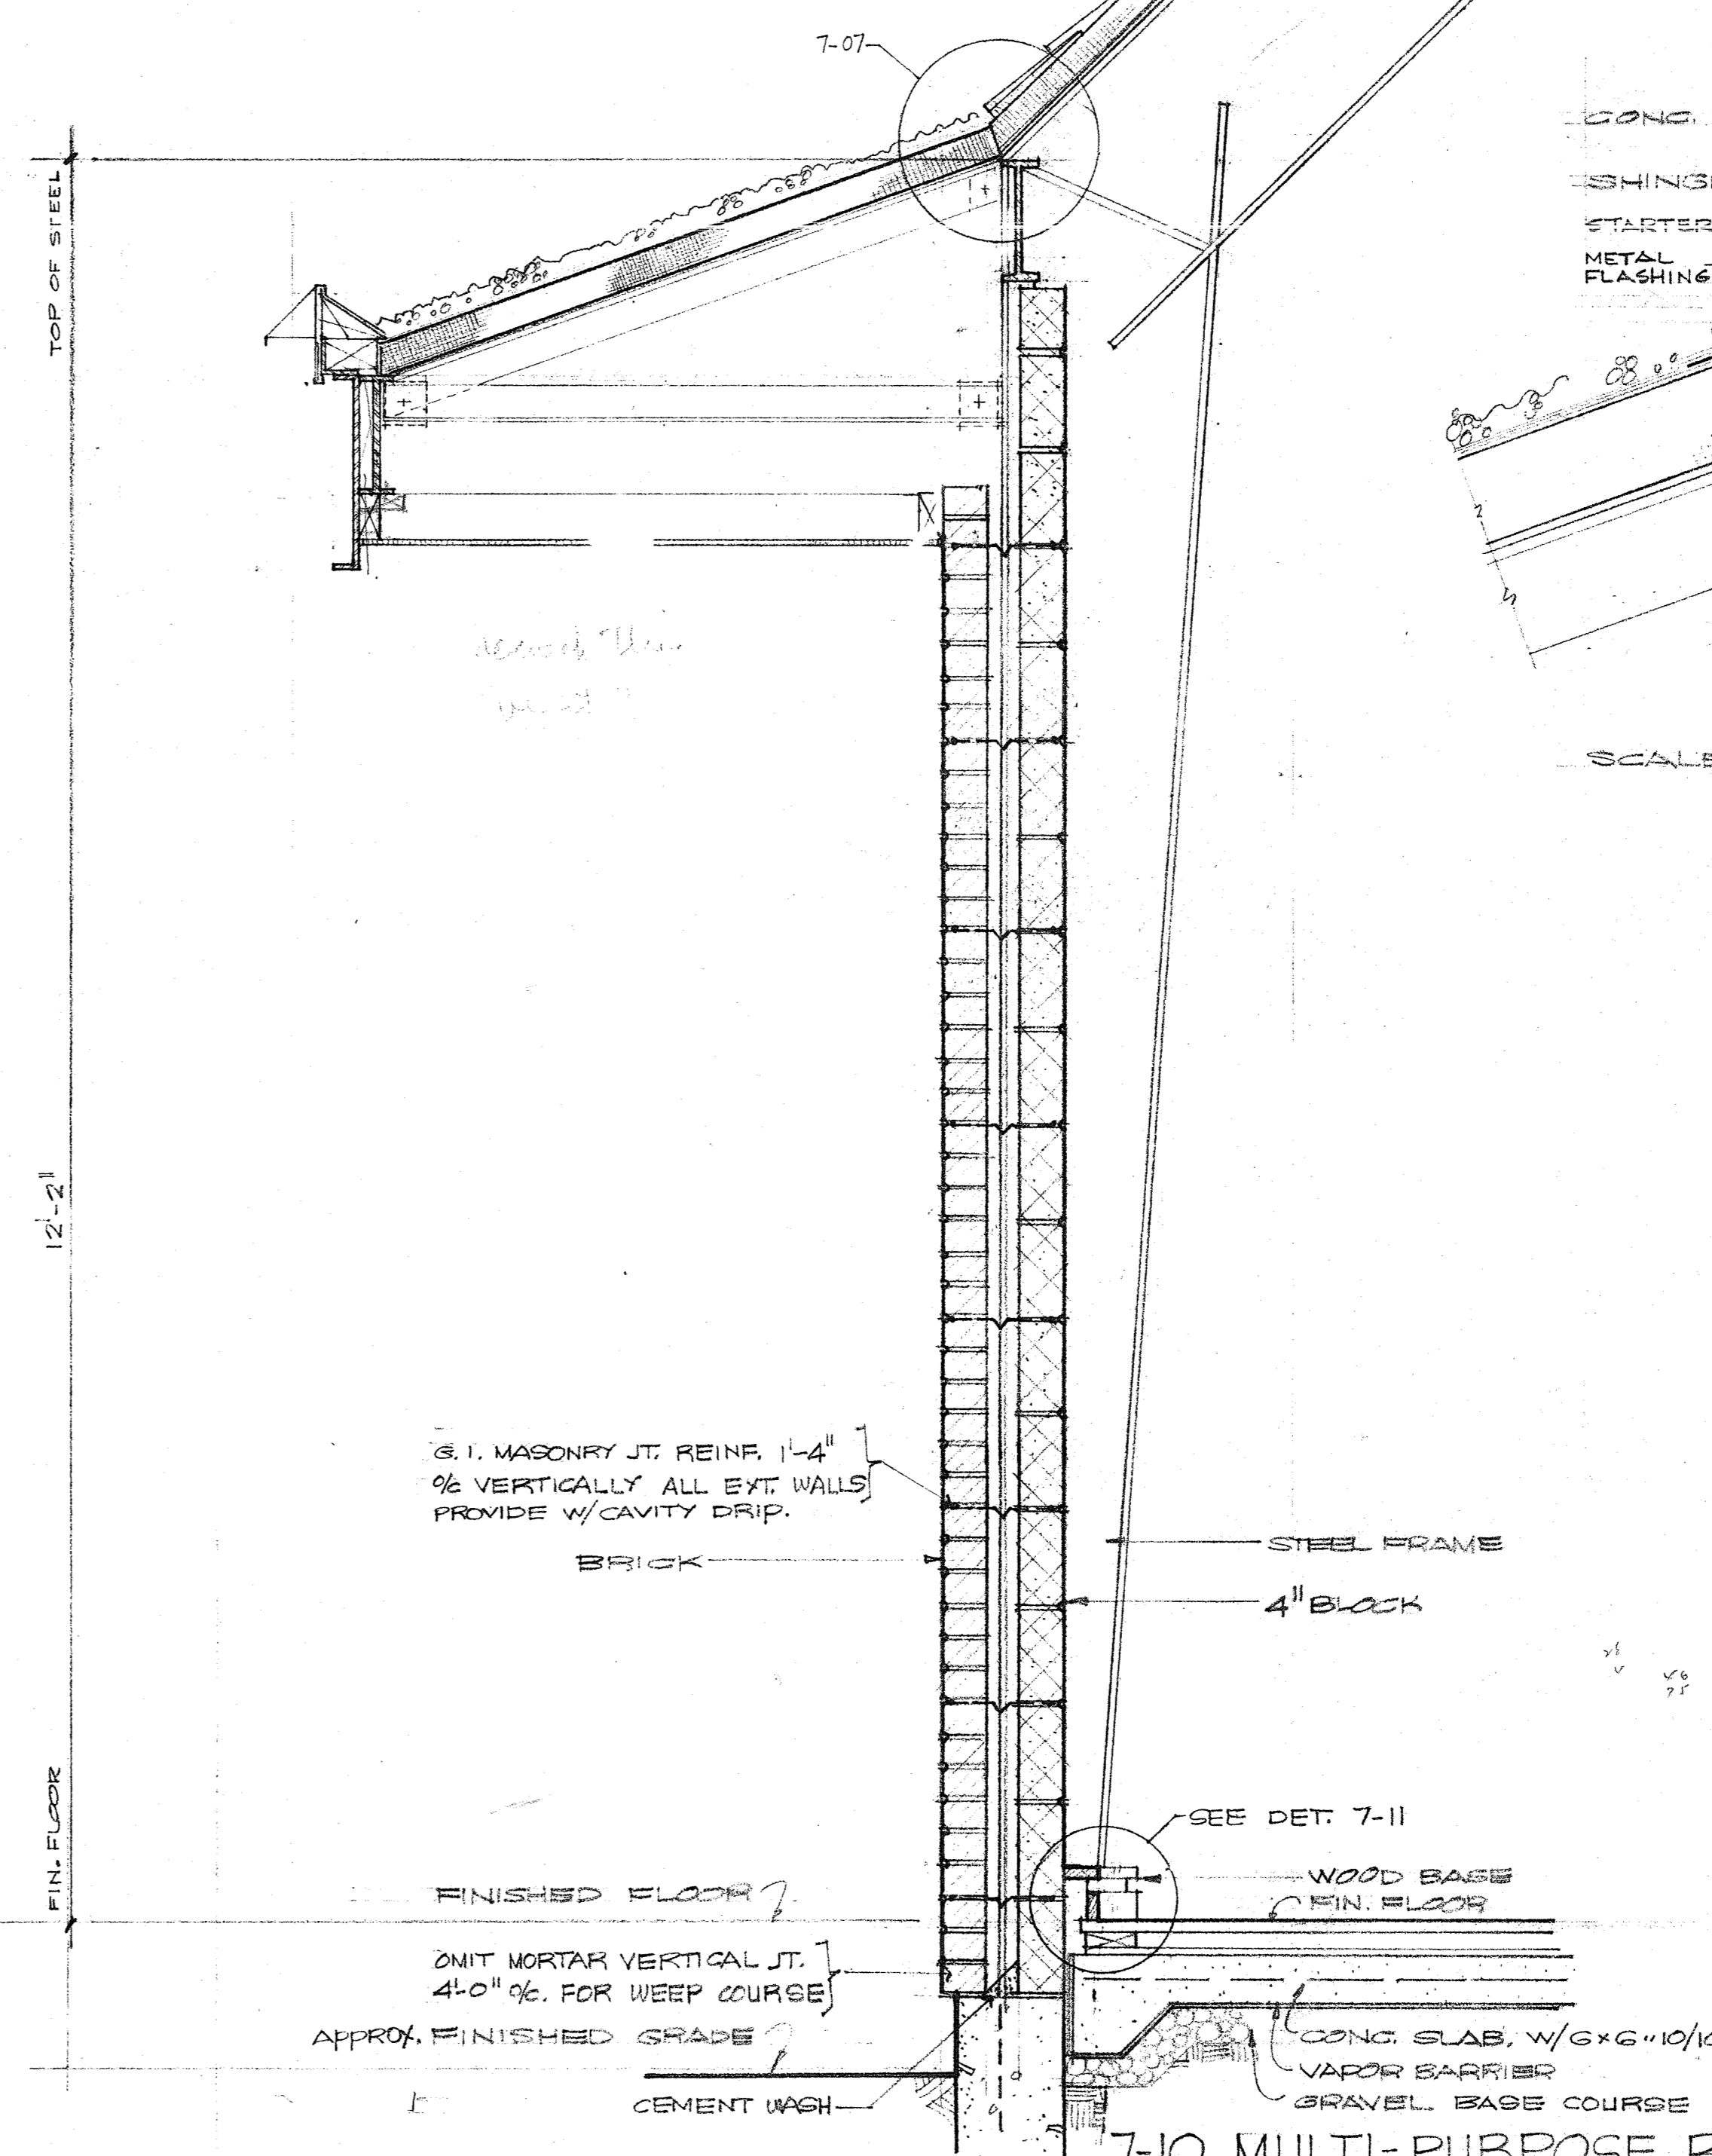 7-07
CONC.
SHING
STARTER
METAL
FLASHING
TOP OF STEEL
SCALE
12'-2"
G.I. MASONRY JT. REINF. 1'-4"
O/C VERTICALLY ALL EXT. WALLS
PROVIDE W/CAVITY DRIP.
BRICK
STEEL FRAME
4" BLOCK
FIN. FLOOR
SEE DET. 7-11
WOOD BASE
FIN. FLOOR
FINISHED FLOOR
OMIT MORTAR VERTICAL JT.
4'-0" O/C. FOR WEEP COURSE
APPROX. FINISHED GRADE
CEMENT WASH
CONC. SLAB, W/6x6"10/10
VAPOR BARRIER
GRAVEL BASE COURSE
7-10 MULTI-PURPOSE